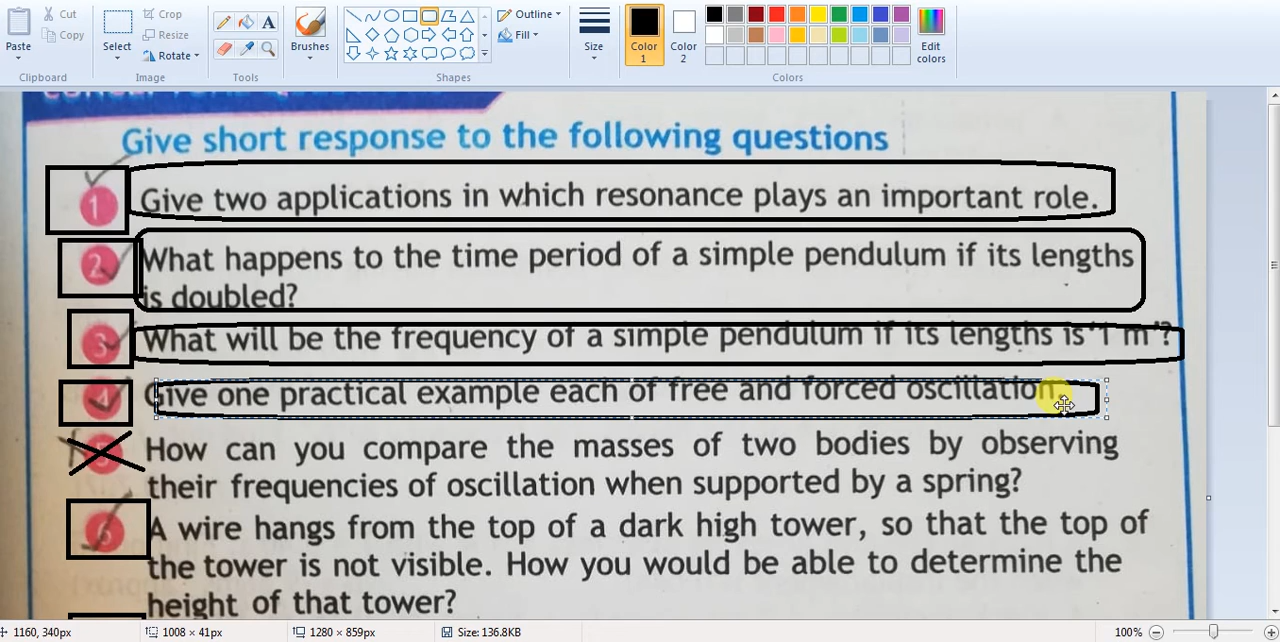 Paste
Cut
Copy
Clipboard
Select
Crop
Resize
Rotate
Image
A
Tools
Brushes
Shapes
Outline
Fill
Size
Color 1
Color 2
Edit colors
Colors
Give short response to the following questions
1 Give two applications in which resonance plays an important role.
2 What happens to the time period of a simple pendulum if its lengths
is doubled?
3 What will be the frequency of a simple pendulum if its lengths is '1 m'?
4 Give one practical example each of free and forced oscillation.
5 How can you compare the masses of two bodies by observing
their frequencies of oscillation when supported by a spring?
6 A wire hangs from the top of a dark high tower, so that the top of
the tower is not visible. How you would be able to determine the
height of that tower?
1160, 340px
1008 × 41px
1280 × 859px
Size: 136.8KB
100%